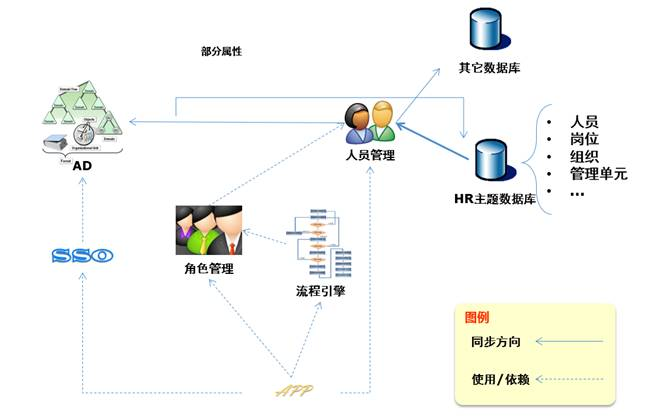 部分属性
其它数据库
AD
人员管理
HR主题数据库
• 人员
• 岗位
• 组织
• 管理单元
• ...
SSO
角色管理
流程引擎
APP
图例
同步方向
使用/依赖